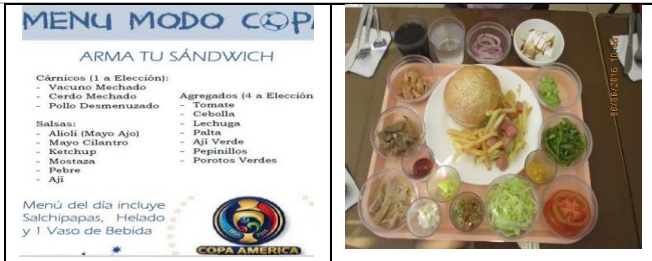 MENU MODO COPA
ARMA TU SÁNDWICH
Cárnicos (1 a Elección):
- Vacuno Mechado
- Cerdo Mechado
- Pollo Desmenuzado
Salsas:
- Alioli (Mayo Ajo)
- Mayo Cilantro
- Ketchup
- Mostaza
- Pebre
- Ají
Agregados (4 a Elección
- Tomate
- Cebolla
- Lechuga
- Palta
- Ají Verde
- Pepinillos
- Porotos Verdes
Menú del día incluye
Salchipapas, Helado
y 1 Vaso de Bebida
COPA AMERICA